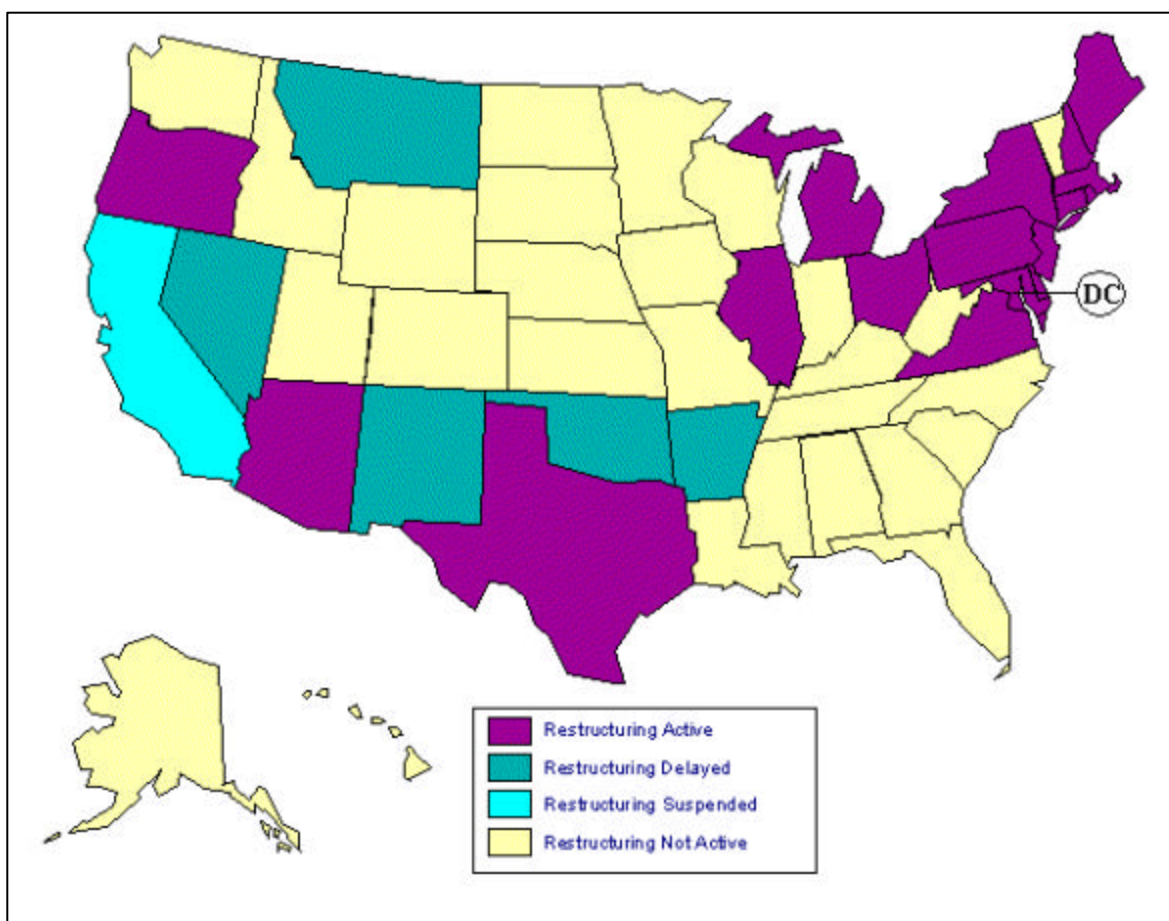 DC
Restructuring Active
Restructuring Delayed
Restructuring Suspended
Restructuring Not Active